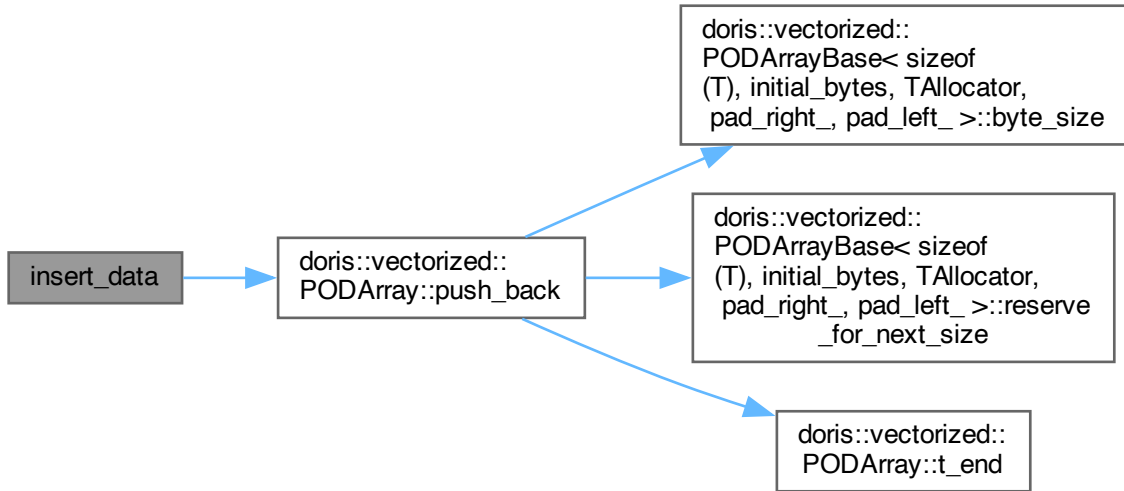 insert_data
doris::vectorized::
PODArray::push_back
doris::vectorized::
PODArrayBase< sizeof
(T), initial_bytes, TAllocator,
pad_right_, pad_left_ >::byte_size
doris::vectorized::
PODArrayBase< sizeof
(T), initial_bytes, TAllocator,
pad_right_, pad_left_ >::reserve
_for_next_size
doris::vectorized::
PODArray::t_end